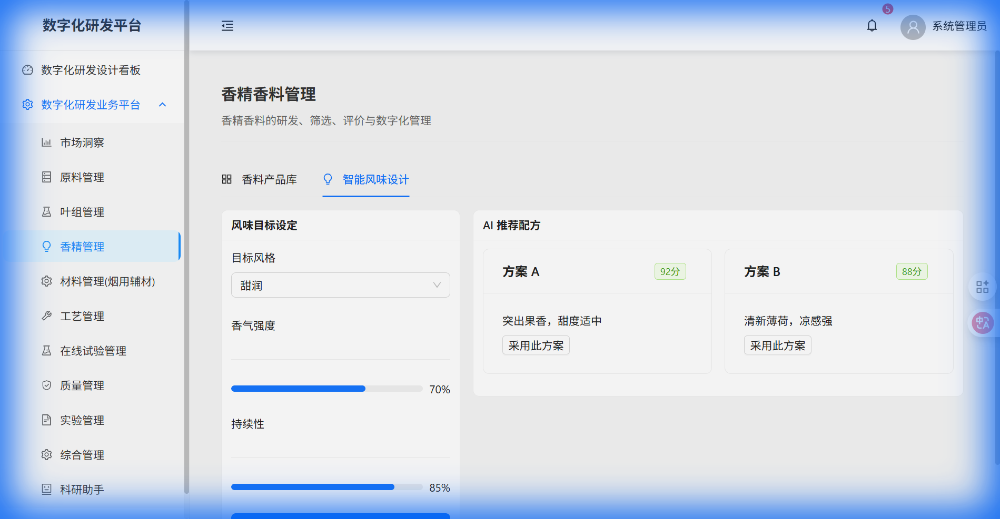 数字化研发平台
5
系统管理员
数字化研发设计看板
数字化研发业务平台
市场洞察
原料管理
叶组管理
香精管理
材料管理(烟用辅材)
工艺管理
在线试验管理
质量管理
实验管理
综合管理
科研助手
香精香料管理
香精香料的研发、筛选、评价与数字化管理
香料产品库
智能风味设计
风味目标设定
目标风格
甜润
香气强度
70%
持续性
85%
AI 推荐配方
方案 A
92分
突出果香，甜度适中
采用此方案
方案 B
88分
清新薄荷，凉感强
采用此方案
中A